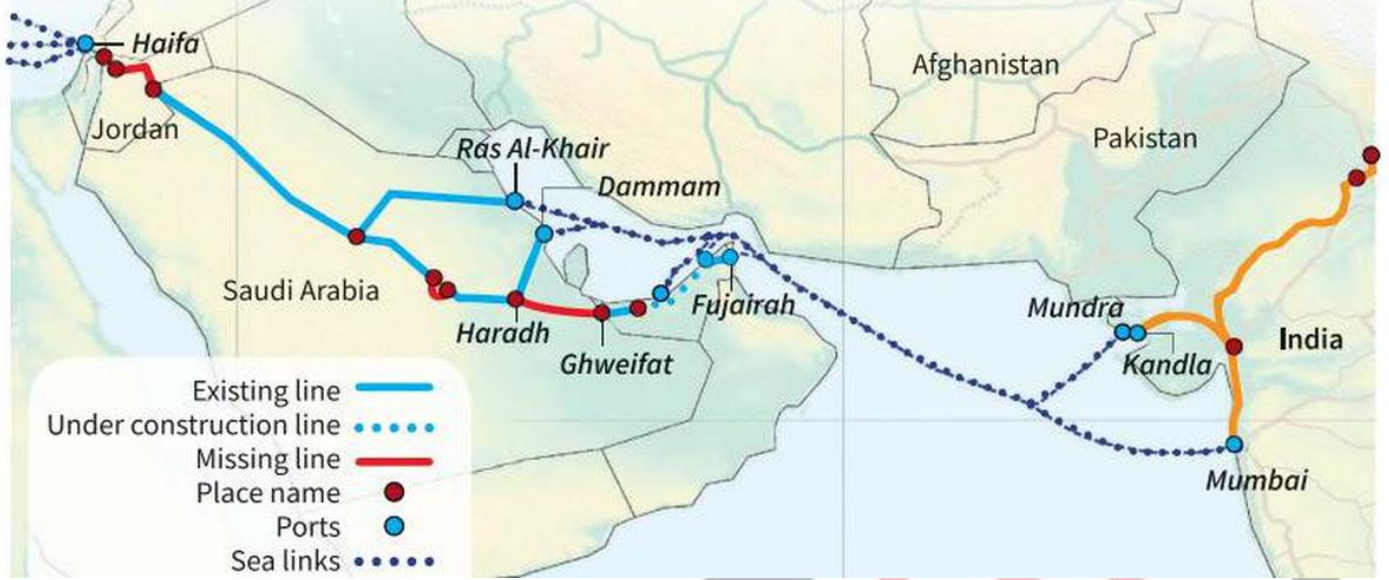 Haifa
Afghanistan
Jordan
Pakistan
Ras Al-Khair
Dammam
Saudi Arabia
Fujairah
Mundra
Haradh
India
Ghweifat
Kandla
Existing line
Under construction line
Missing line
Place name
Mumbai
Ports
Sea links